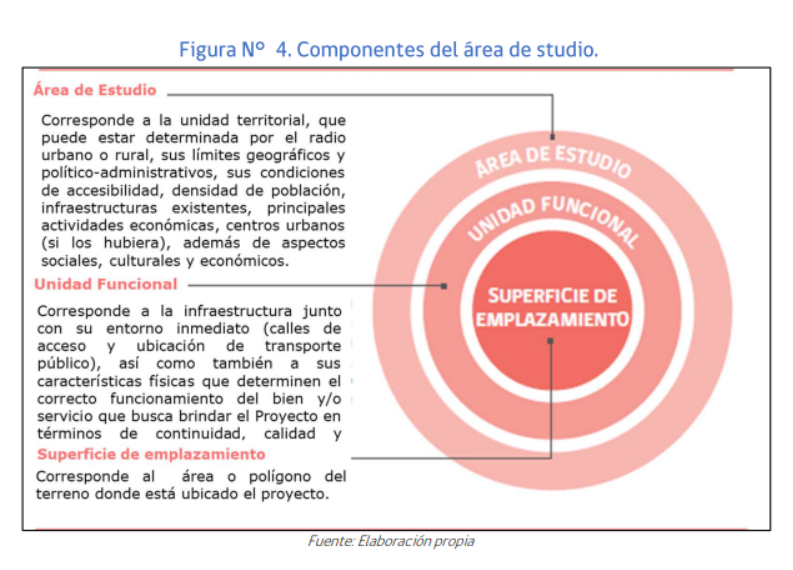 Figura Nº 4. Componentes del área de studio.
Área de Estudio
Corresponde a la unidad territorial, que
puede estar determinada por el radio
urbano o rural, sus límites geográficos y
político-administrativos, sus condiciones
de accesibilidad, densidad de población,
infraestructuras existentes, principales
actividades económicas, centros urbanos
(si los hubiera), además de aspectos
sociales, culturales y económicos.
Unidad Funcional
Corresponde a la infraestructura junto
con su entorno inmediato (calles de
acceso y ubicación de transporte
público), así como también a sus
características físicas que determinen el
correcto funcionamiento del bien y/o
servicio que busca brindar el Proyecto en
términos de continuidad, calidad y
Superficie de emplazamiento
Corresponde al área o polígono del
terreno donde está ubicado el proyecto.
ÁREA DE ESTUDIO
UNIDAD FUNCIONAL
SUPERFICIE DE
EMPLAZAMIENTO
Fuente: Elaboración propia